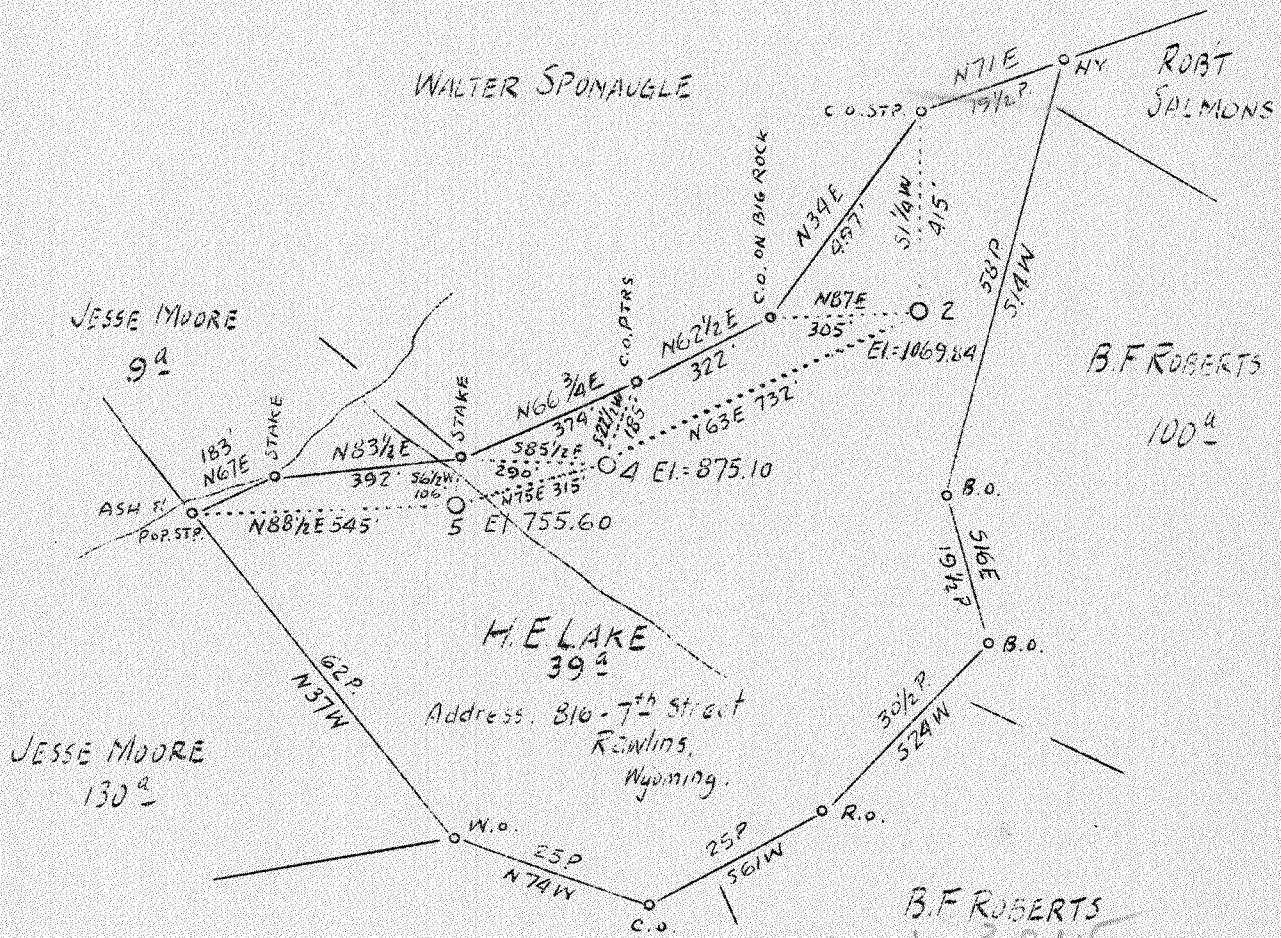 WALTER SPONAUGLE
N71E
19½P.
HY
ROB'T
SALMONS
C.O. STP.
C.O. ON BIG ROCK
N34E
497'
S1¼W
415'
58P
S14W
JESSE MOORE
9a
C.O. PTRS
N62½E
322'
N87E
305'
2
El=1069.84
B.F ROBERTS
100a
STAKE
STAKE
N66¾E
374'
S22½W
185'
N63E 732'
183'
N67E
N83½E
392'
S6½W.
106'
S85½E
290'
N75E 315'
4 El=875.10
ASH &
POP. STP.
N88½E 545'
5 El 755.60
B.O.
S16E
19½P
B.O.
H.E LAKE
39a
Address. 816-7th Street
Rawlins,
Wyoming.
62P.
N37W
30½P.
S24W
JESSE MOORE
130a
W.O.
R.O.
25P
N74W
25P
S61W
C.O.
B.F ROBERTS